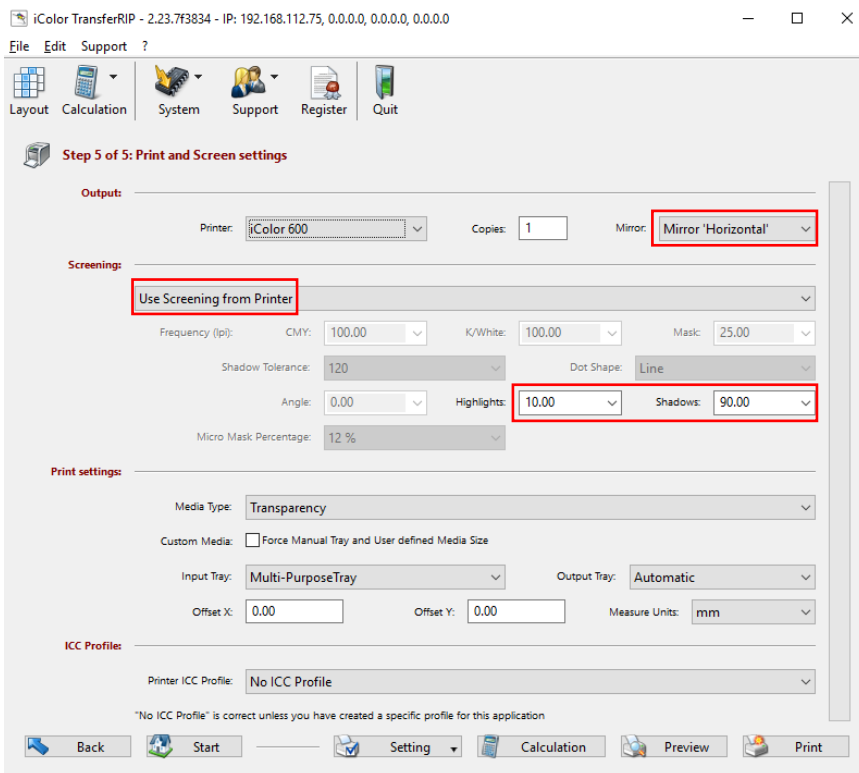 iColor TransferRIP - 2.23.7f3834 - IP: 192.168.112.75, 0.0.0.0, 0.0.0.0, 0.0.0.0
File Edit Support ?
Layout Calculation System Support Register Quit
Step 5 of 5: Print and Screen settings
Output:
Printer: iColor 600 Copies: 1 Mirror: Mirror 'Horizontal'
Screening:
Use Screening from Printer
Frequency (lpi): CMY: 100.00 K/White: 100.00 Mask: 25.00
Shadow Tolerance: 120 Dot Shape: Line
Angle: 0.00 Highlights: 10.00 Shadows: 90.00
Micro Mask Percentage: 12 %
Print settings:
Media Type: Transparency
Custom Media: Force Manual Tray and User defined Media Size
Input Tray: Multi-PurposeTray Output Tray: Automatic
Offset X: 0.00 Offset Y: 0.00 Measure Units: mm
ICC Profile:
Printer ICC Profile: No ICC Profile
"No ICC Profile" is correct unless you have created a specific profile for this application
Back Start Setting Calculation Preview Print